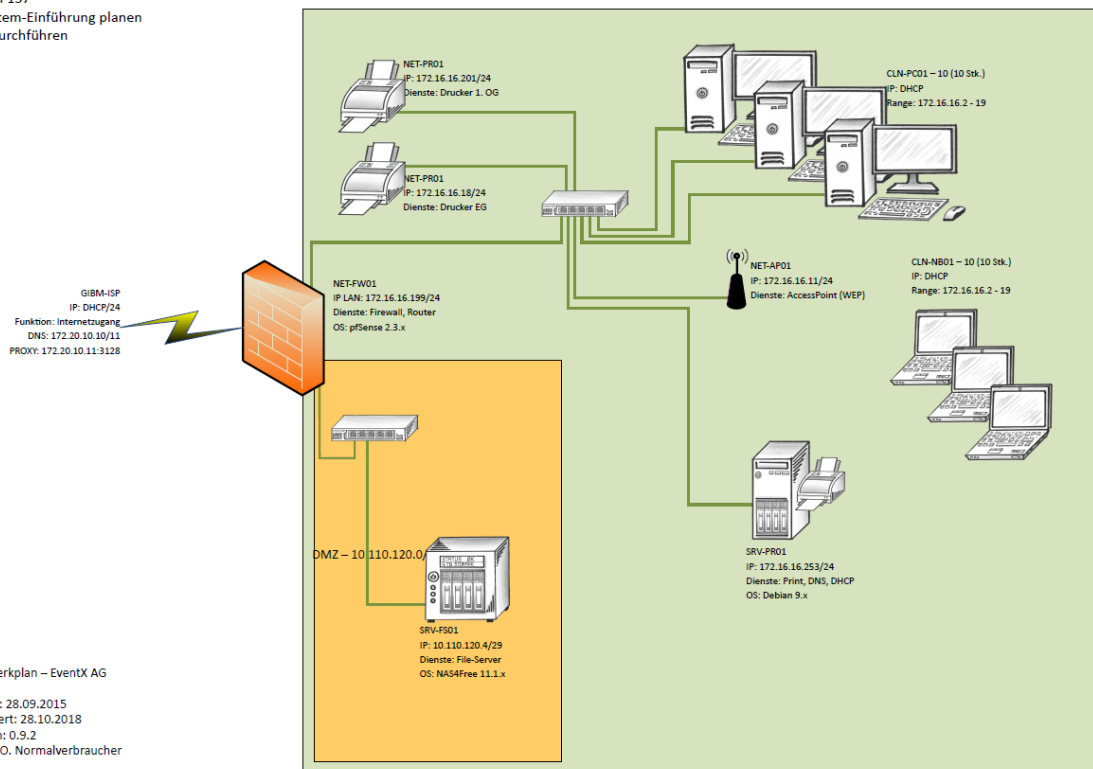 tem-Einführung planen
urchführen
NET-PR01
IP: 172.16.16.201/24
Dienste: Drucker 1. OG
NET-PR01
IP: 172.16.16.18/24
Dienste: Drucker EG
CLN-PC01 – 10 (10 Stk.)
IP: DHCP
Range: 172.16.16.2 - 19
NET-AP01
IP: 172.16.16.11/24
Dienste: AccessPoint (WEP)
CLN-NB01 – 10 (10 Stk.)
IP: DHCP
Range: 172.16.16.2 - 19
GIBM-ISP
IP: DHCP/24
Funktion: Internetzugang
DNS: 172.20.10.10/11
PROXY: 172.20.10.11:3128
NET-FW01
IP LAN: 172.16.16.199/24
Dienste: Firewall, Router
OS: pfSense 2.3.x
DMZ – 10.110.120.0/
STATUS OK
SRV-FS01
IP: 10.110.120.4/29
Dienste: File-Server
OS: NAS4Free 11.1.x
SRV-PR01
IP: 172.16.16.253/24
Dienste: Print, DNS, DHCP
OS: Debian 9.x
erkplan – EventX AG
: 28.09.2015
ert: 28.10.2018
n: 0.9.2
O. Normalverbraucher